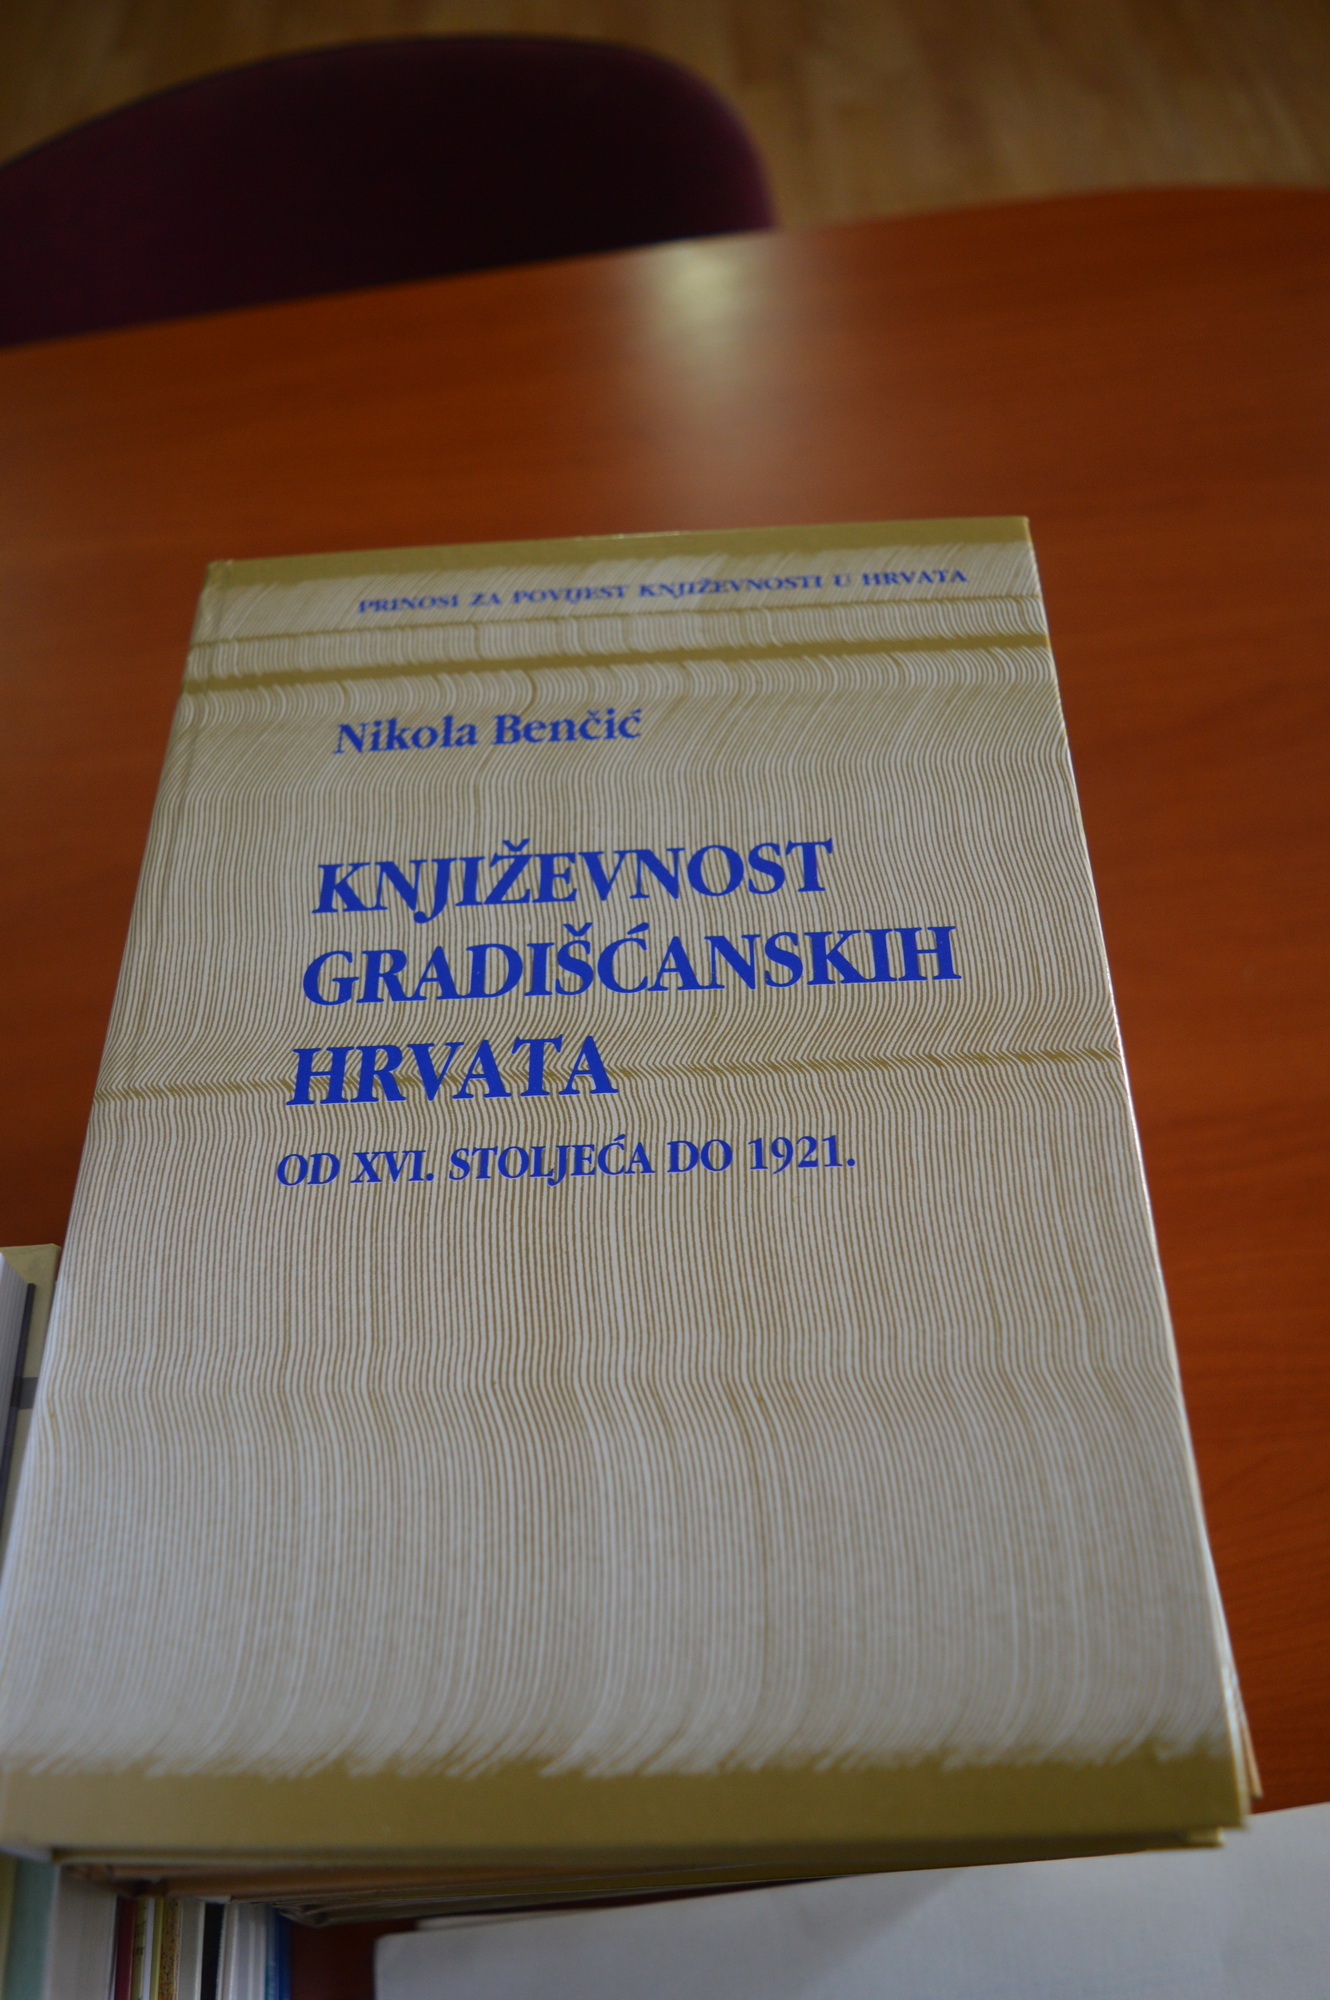 PRINOSI ZA POVIJEST KNJIŽEVNOSTI U HRVATA
Nikola Benčić
KNJIŽEVNOST
GRADIŠĆANSKIH
HRVATA
OD XVI. STOLJEĆA DO 1921.